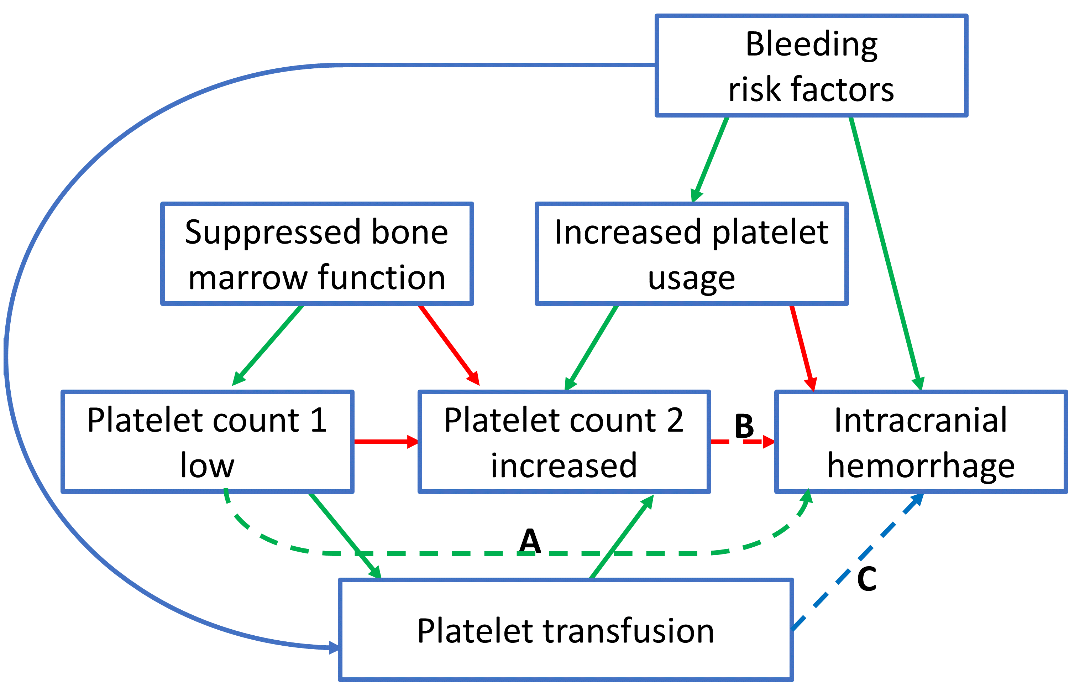 Bleeding
risk factors
Suppressed bone
marrow function
Increased platelet
usage
Platelet count 1
low
Platelet count 2
increased
B
Intracranial
hemorrhage
A
C
Platelet transfusion